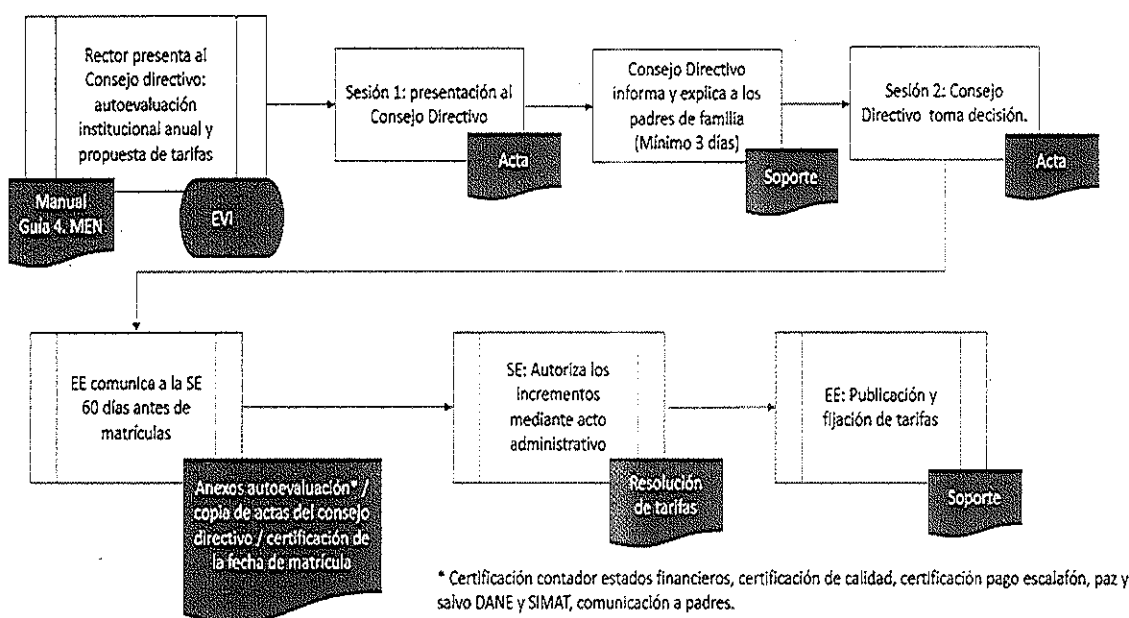 Rector presenta al
Consejo directivo:
autoevaluación
institucional anual y
propuesta de tarifas
Manual
Guia 4. MEN
EVI
Sesión 1: presentación al
Consejo Directivo
Acta
Consejo Directivo
informa y explica a los
padres de familia
(Mínimo 3 días)
Soporte
Sesión 2: Consejo
Directivo toma decisión.
Acta
EE comunica a la SE
60 días antes de
matrículas
Anexos autoevaluación* /
copia de actas del consejo
directivo / certificación de
la fecha de matrícula
SE: Autoriza los
incrementos
mediante acto
administrativo
Resolución
de tarifas
EE: Publicación y
fijación de tarifas
Soporte
* Certificación contador estados financieros, certificación de calidad, certificación pago escalafón, paz y
salvo DANE y SIMAT, comunicación a padres.